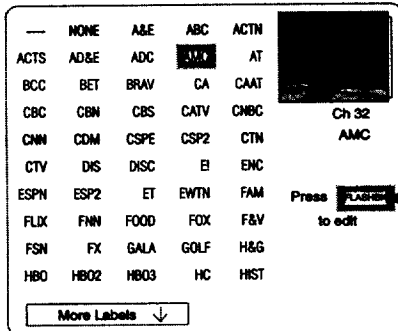 — NONE A&E ABC ACTN
ACTS AD&E ADC AMC AT
BCC BET BRAV CA CAAT
CBC CBN CBS CATV CNBC
Ch 32
CNN CDM CSPE CSP2 CTN
AMC
CTV DIS DISC E! ENC
ESPN ESP2 ET EWTN FAM
Press FLASHBK
FLIX FNN FOOD FOX F&V
to edit
FSN FX GALA GOLF H&G
HBO HBO2 HBO3 HC HIST
More Labels ↓